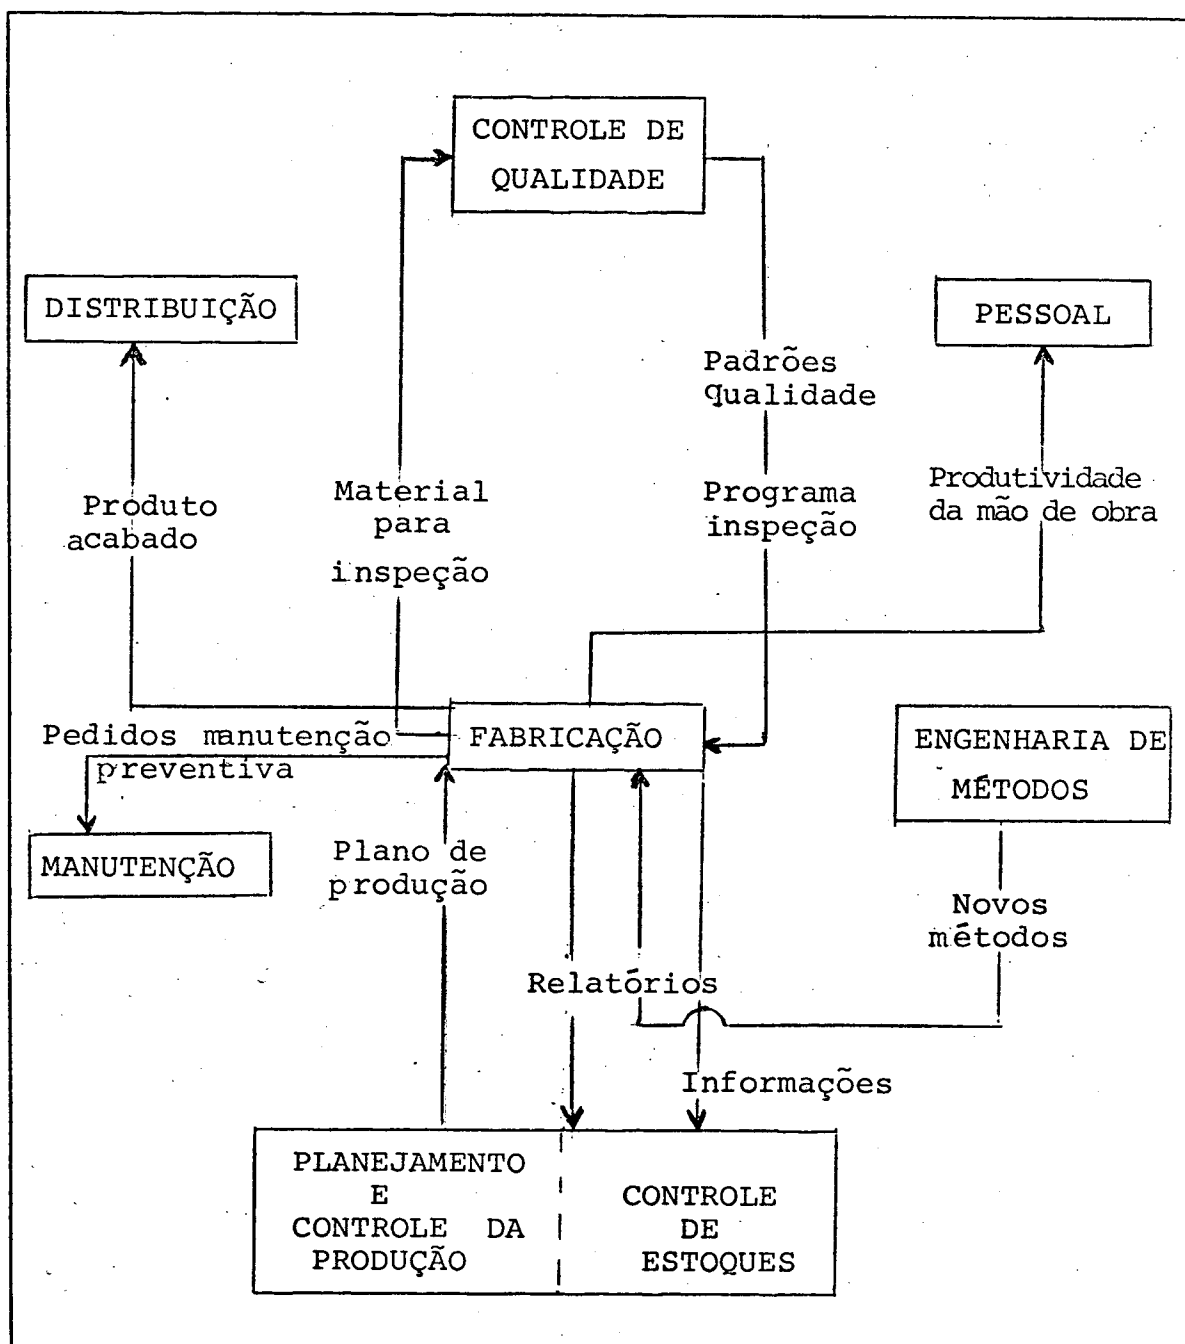 CONTROLE DE
QUALIDADE
DISTRIBUIÇÃO
PESSOAL
Padrões
qualidade
Produto
acabado
Material
para
inspeção
Programa
inspeção
Produtividade
da mão de obra
Pedidos manutenção
preventiva
FABRICAÇÃO
ENGENHARIA DE
MÉTODOS
MANUTENÇÃO
Plano de
produção
Novos
métodos
Relatórios
Informações
PLANEJAMENTO
E
CONTROLE DA
PRODUÇÃO
CONTROLE
DE
ESTOQUES